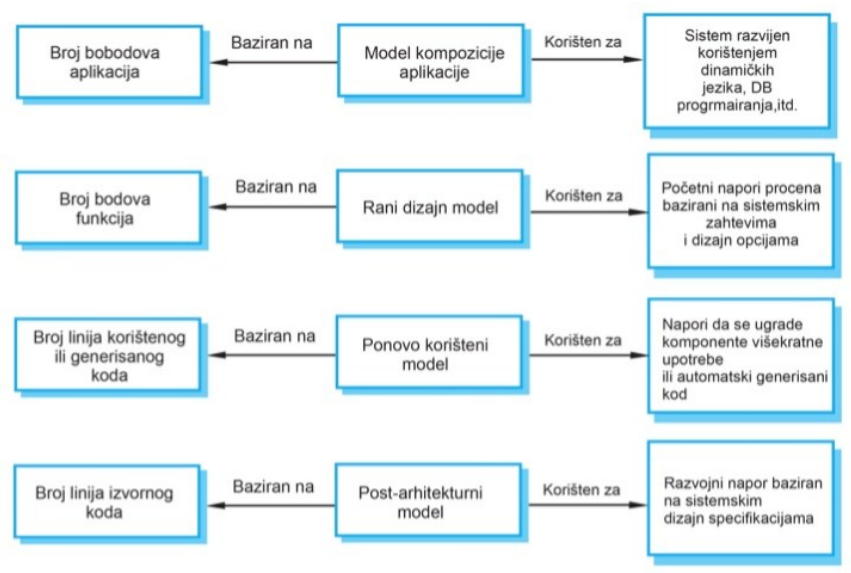 Broj bobodova
aplikacija
Baziran na
Model kompozicije
aplikacije
Korišten za
Sistem razvijen
korištenjem
dinamičkih
jezika, DB
progrmairanja,itd.
Broj bodova
funkcija
Baziran na
Rani dizajn model
Korišten za
Početni napori procena
bazirani na sistemskim
zahtevima
i dizajn opcijama
Broj linija korištenog
ili generisanog
koda
Baziran na
Ponovo korišteni
model
Korišten za
Napori da se ugrade
komponente višekratne
upotrebe
ili automatski generisani
kod
Broj linija izvornog
koda
Baziran na
Post-arhitekturni
model
Korišten za
Razvojni napor baziran
na sistemskim
dizajn specifikacijama